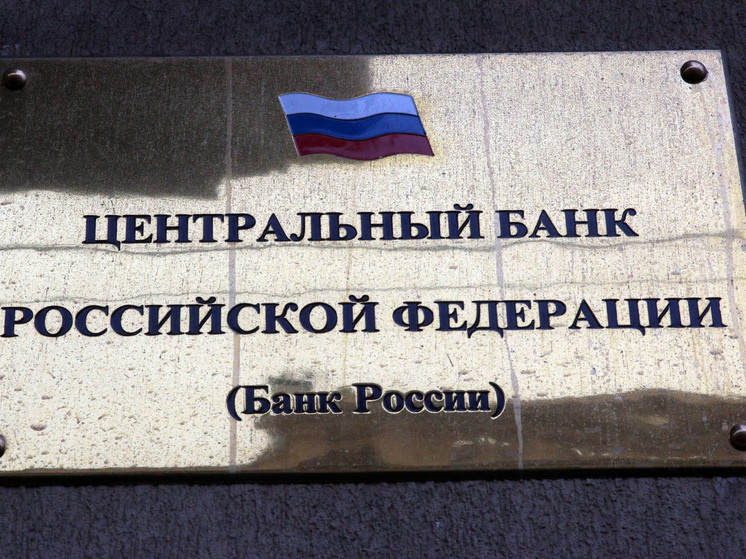 ЦЕНТРАЛЬНЫЙ БАНК
РОССИЙСКОЙ ФЕДЕРАЦИИ
(Банк России)